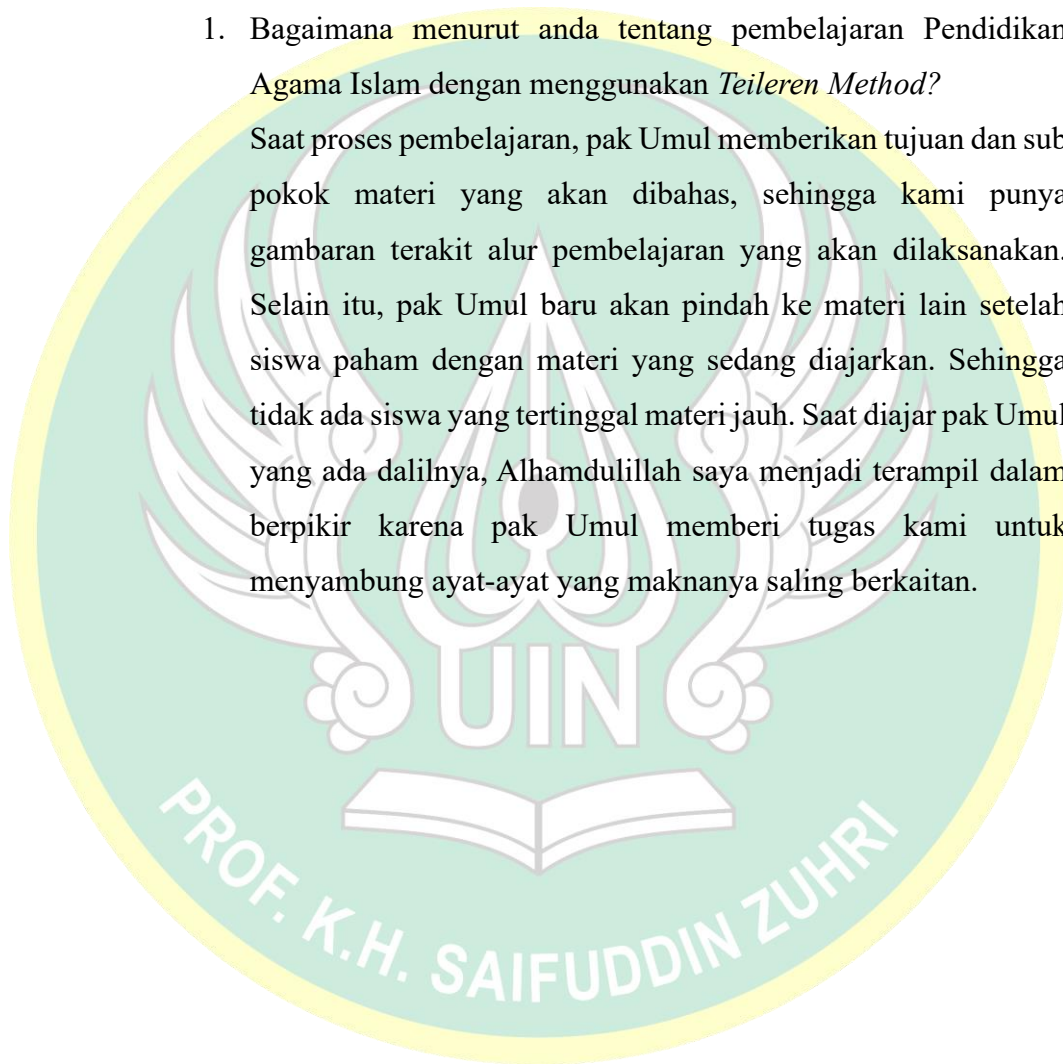 1. Bagaimana menurut anda tentang pembelajaran Pendidikan
Agama Islam dengan menggunakan Teileren Method?
Saat proses pembelajaran, pak Umul memberikan tujuan dan sub
pokok materi yang akan dibahas, sehingga kami punya
gambaran terakit alur pembelajaran yang akan dilaksanakan.
Selain itu, pak Umul baru akan pindah ke materi lain setelah
siswa paham dengan materi yang sedang diajarkan. Sehingga
tidak ada siswa yang tertinggal materi jauh. Saat diajar pak Umul
yang ada dalilnya, Alhamdulillah saya menjadi terampil dalam
berpikir karena pak Umul memberi tugas kami untuk
menyambung ayat-ayat yang maknanya saling berkaitan.
UIN
PROF. K.H. SAIFUDDIN ZUHRI